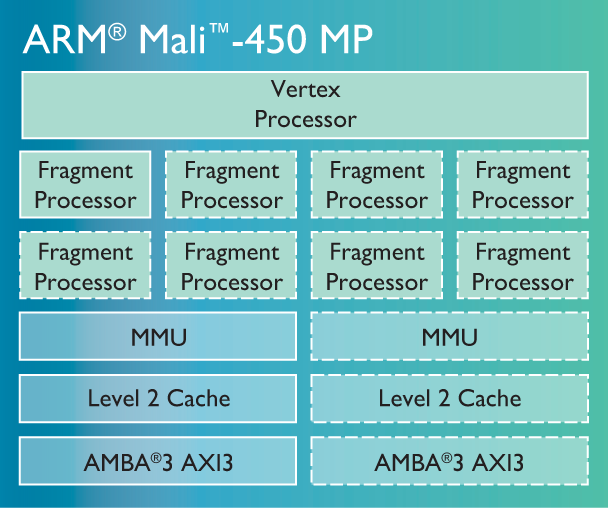 ARM® Mali™-450 MP
Vertex
Processor
Fragment
Processor
Fragment
Processor
Fragment
Processor
Fragment
Processor
Fragment
Processor
Fragment
Processor
Fragment
Processor
Fragment
Processor
MMU
MMU
Level 2 Cache
Level 2 Cache
AMBA®3 AXI3
AMBA®3 AXI3